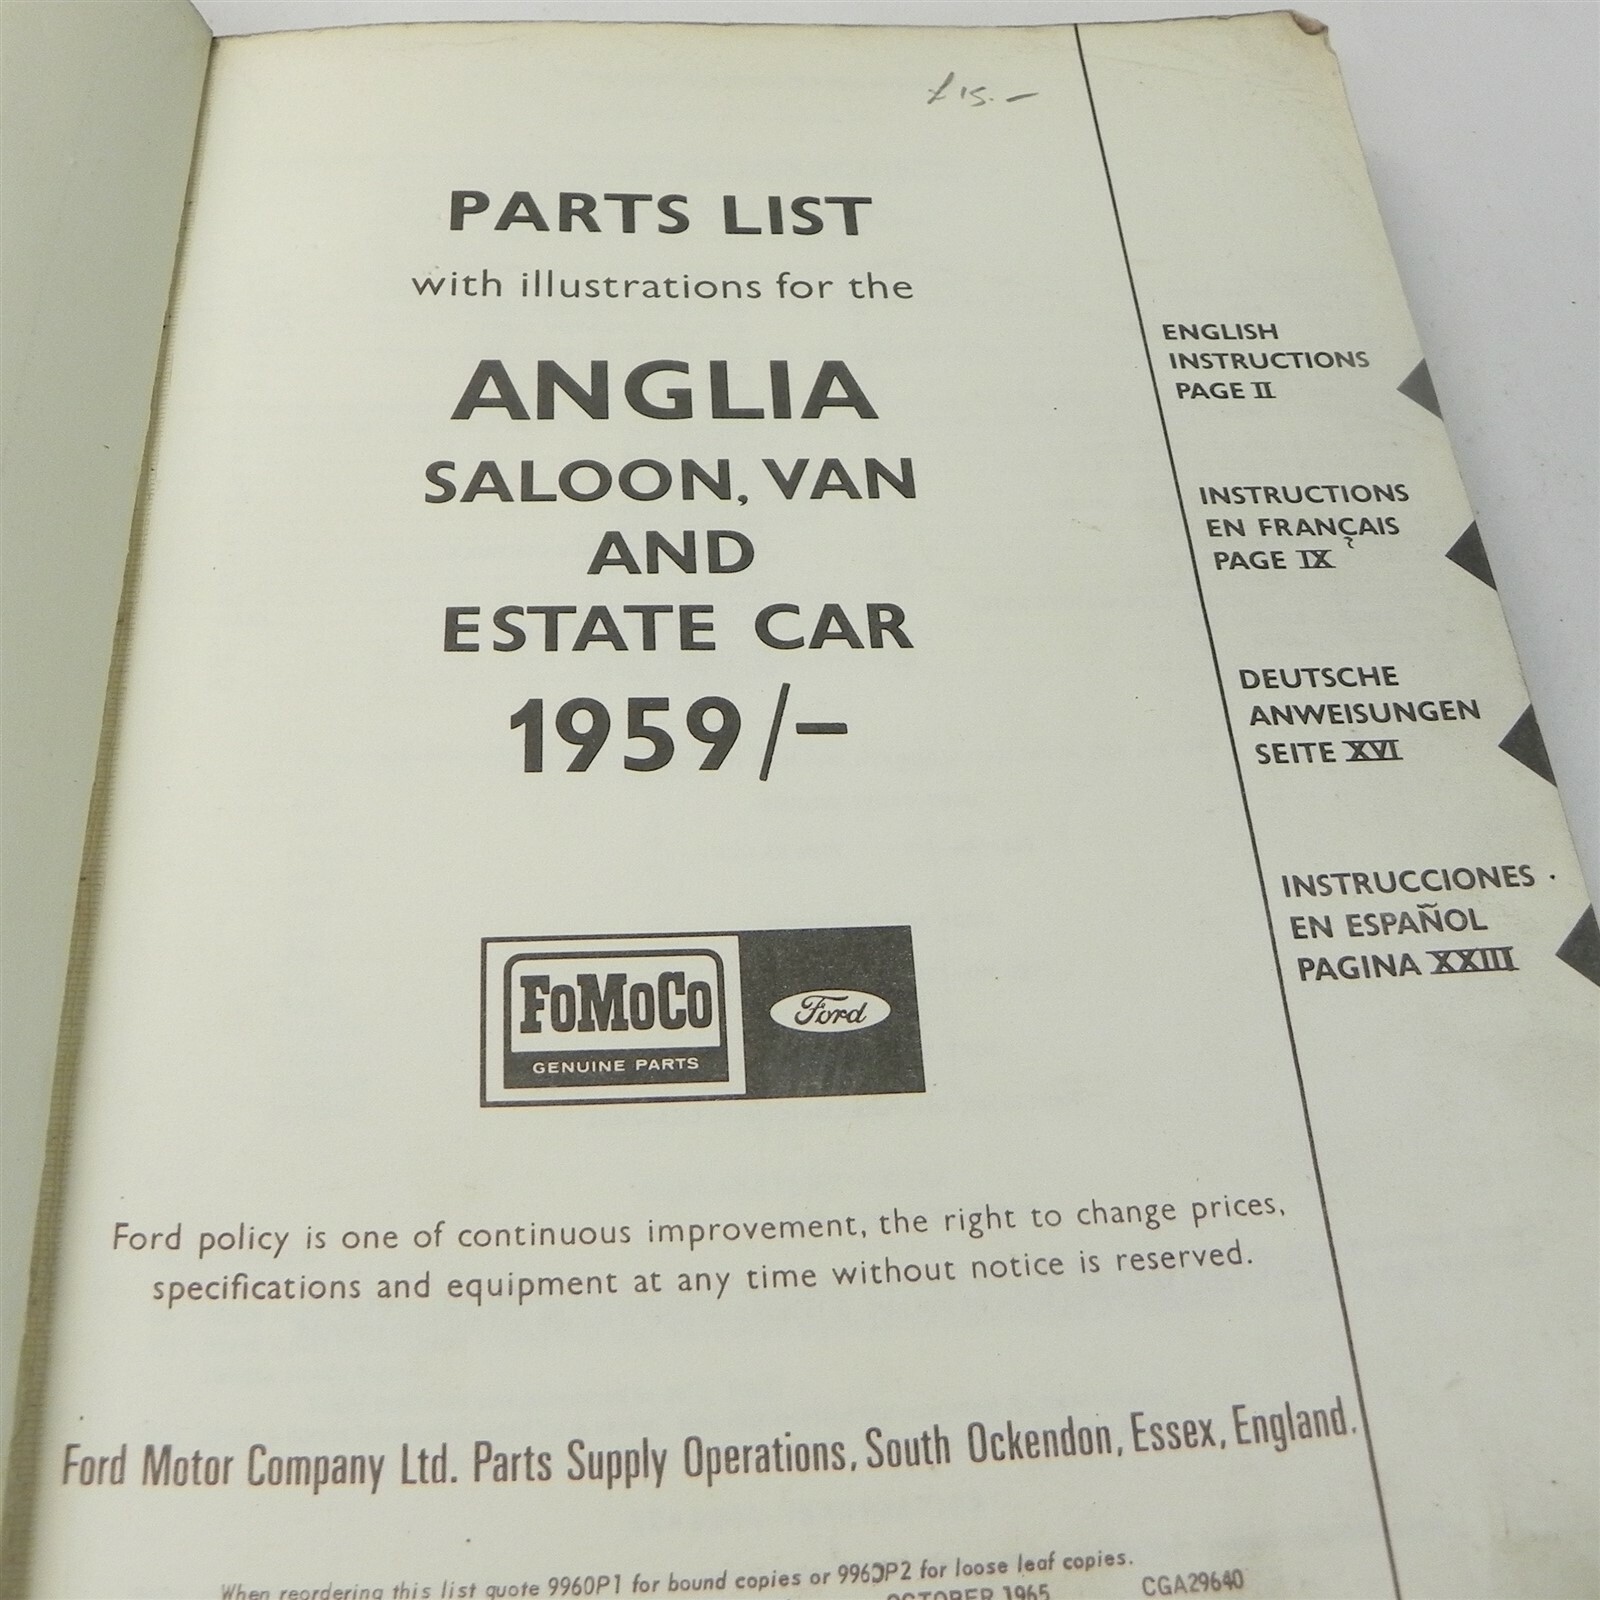 £15.—
PARTS LIST
with illustrations for the
ANGLIA
SALOON, VAN
AND
ESTATE CAR
1959/–
FoMoCo
GENUINE PARTS
Ford
Ford policy is one of continuous improvement, the right to change prices,
specifications and equipment at any time without notice is reserved.
Ford Motor Company Ltd. Parts Supply Operations, South Ockendon, Essex, England.
When reordering this list quote 9960P1 for bound copies or 9960P2 for loose leaf copies.
OCTOBER 1965
CGA29640
ENGLISH
INSTRUCTIONS
PAGE II
INSTRUCTIONS
EN FRANÇAIS
PAGE IX
DEUTSCHE
ANWEISUNGEN
SEITE XVI
INSTRUCCIONES
EN ESPAÑOL
PAGINA XXIII